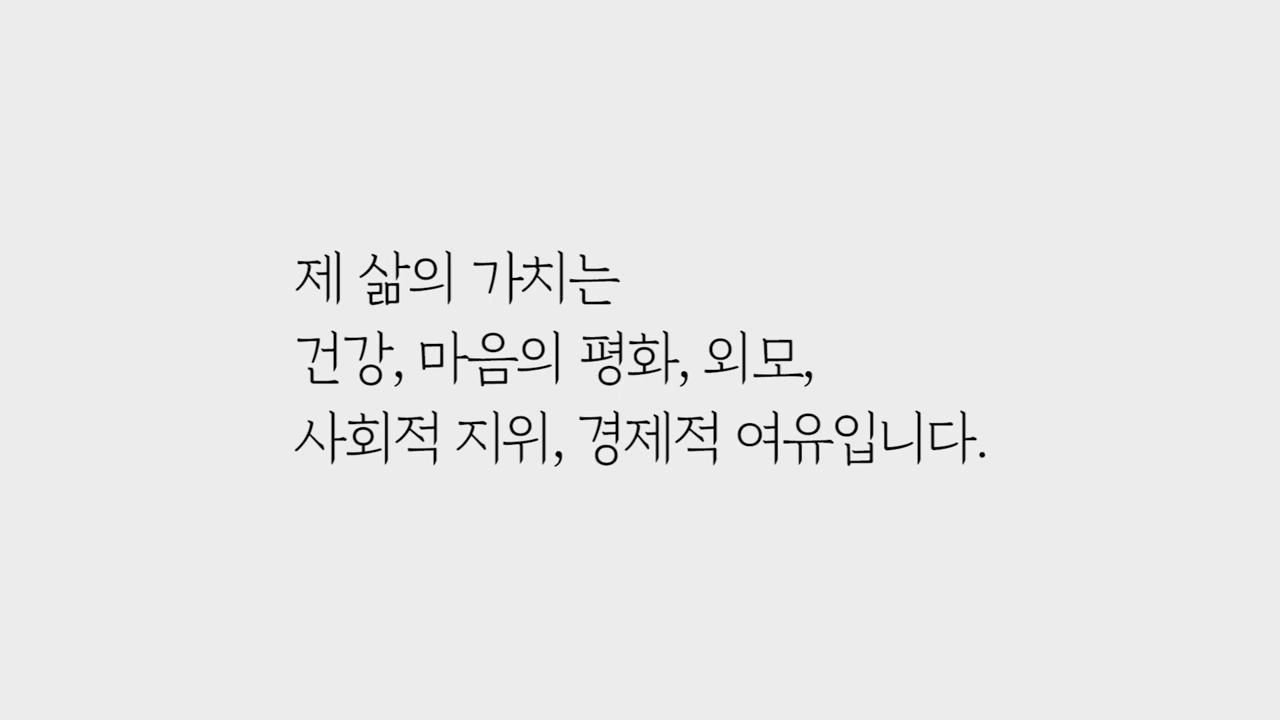 제 삶의 가치는
건강, 마음의 평화, 외모,
사회적 지위, 경제적 여유입니다.